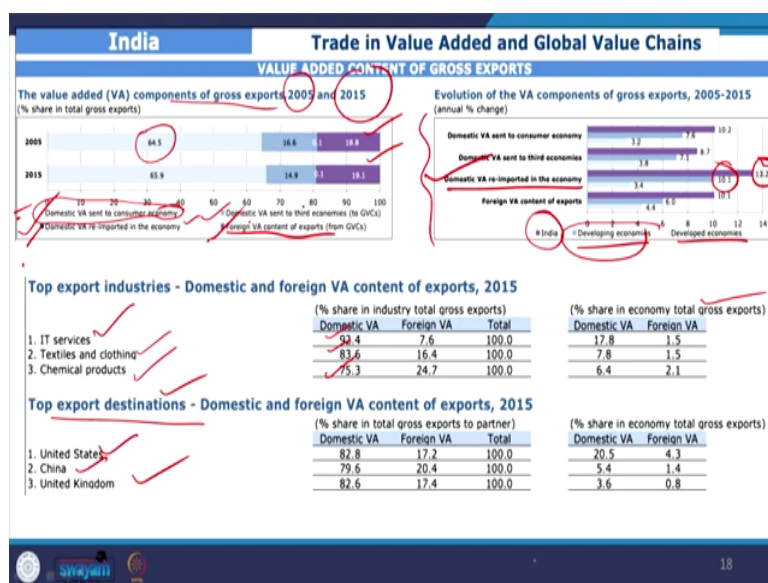 India
Trade in Value Added and Global Value Chains
VALUE ADDED CONTENT OF GROSS EXPORTS
The value added (VA) components of gross exports, 2005 and 2015
(% share in total gross exports)
2005 64.5 16.6 0.1 18.8
2015 65.9 14.9 0.1 19.1
0 10 20 30 40 50 60 70 80 90 100
Domestic VA sent to consumer economy Domestic VA sent to third economies (to GVCs)
Domestic VA re-imported in the economy Foreign VA content of exports (from GVCs)
Evolution of the VA components of gross exports, 2005-2015
(annual % change)
Domestic VA sent to consumer economy 10.2 7.6 3.2
Domestic VA sent to third economies 8.7 7.1 3.8
Domestic VA re-imported in the economy 13.2 10.1 3.4
Foreign VA content of exports 10.1 6.0 4.4
0 2 4 6 8 10 12 14
India Developing economies Developed economies
Top export industries - Domestic and foreign VA content of exports, 2015
(% share in industry total gross exports) (% share in economy total gross exports)
Domestic VA Foreign VA Total Domestic VA Foreign VA
1. IT services 92.4 7.6 100.0 17.8 1.5
2. Textiles and clothing 83.6 16.4 100.0 7.8 1.5
3. Chemical products 75.3 24.7 100.0 6.4 2.1
Top export destinations - Domestic and foreign VA content of exports, 2015
(% share in total gross exports to partner) (% share in economy total gross exports)
Domestic VA Foreign VA Total Domestic VA Foreign VA
1. United States 82.8 17.2 100.0 20.5 4.3
2. China 79.6 20.4 100.0 5.4 1.4
3. United Kingdom 82.6 17.4 100.0 3.6 0.8
swayam
18